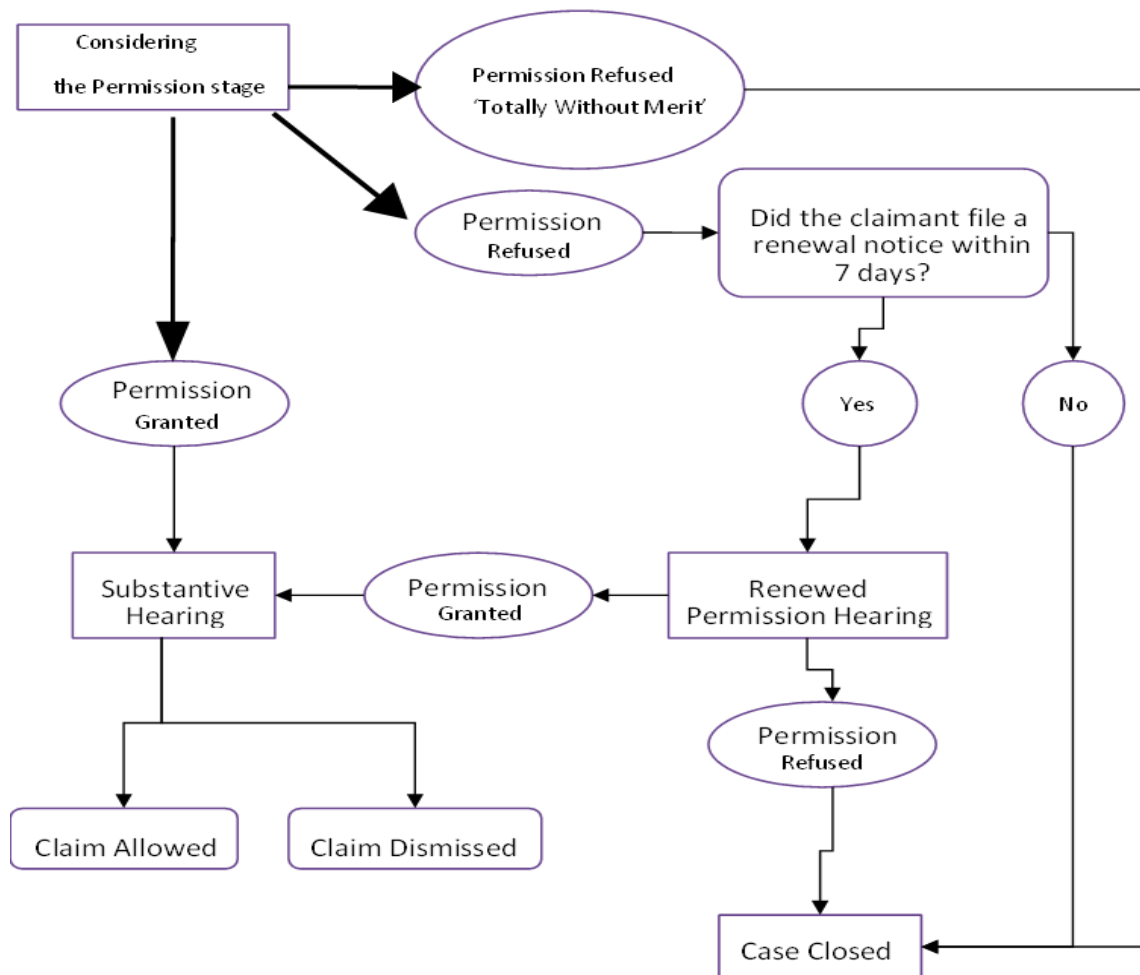 Considering
the Permission stage
Permission Refused
‘Totally Without Merit’
Permission
Refused
Did the claimant file a
renewal notice within
7 days?
Permission
Granted
Yes
No
Substantive
Hearing
Permission
Granted
Renewed
Permission Hearing
Permission
Refused
Claim Allowed
Claim Dismissed
Case Closed